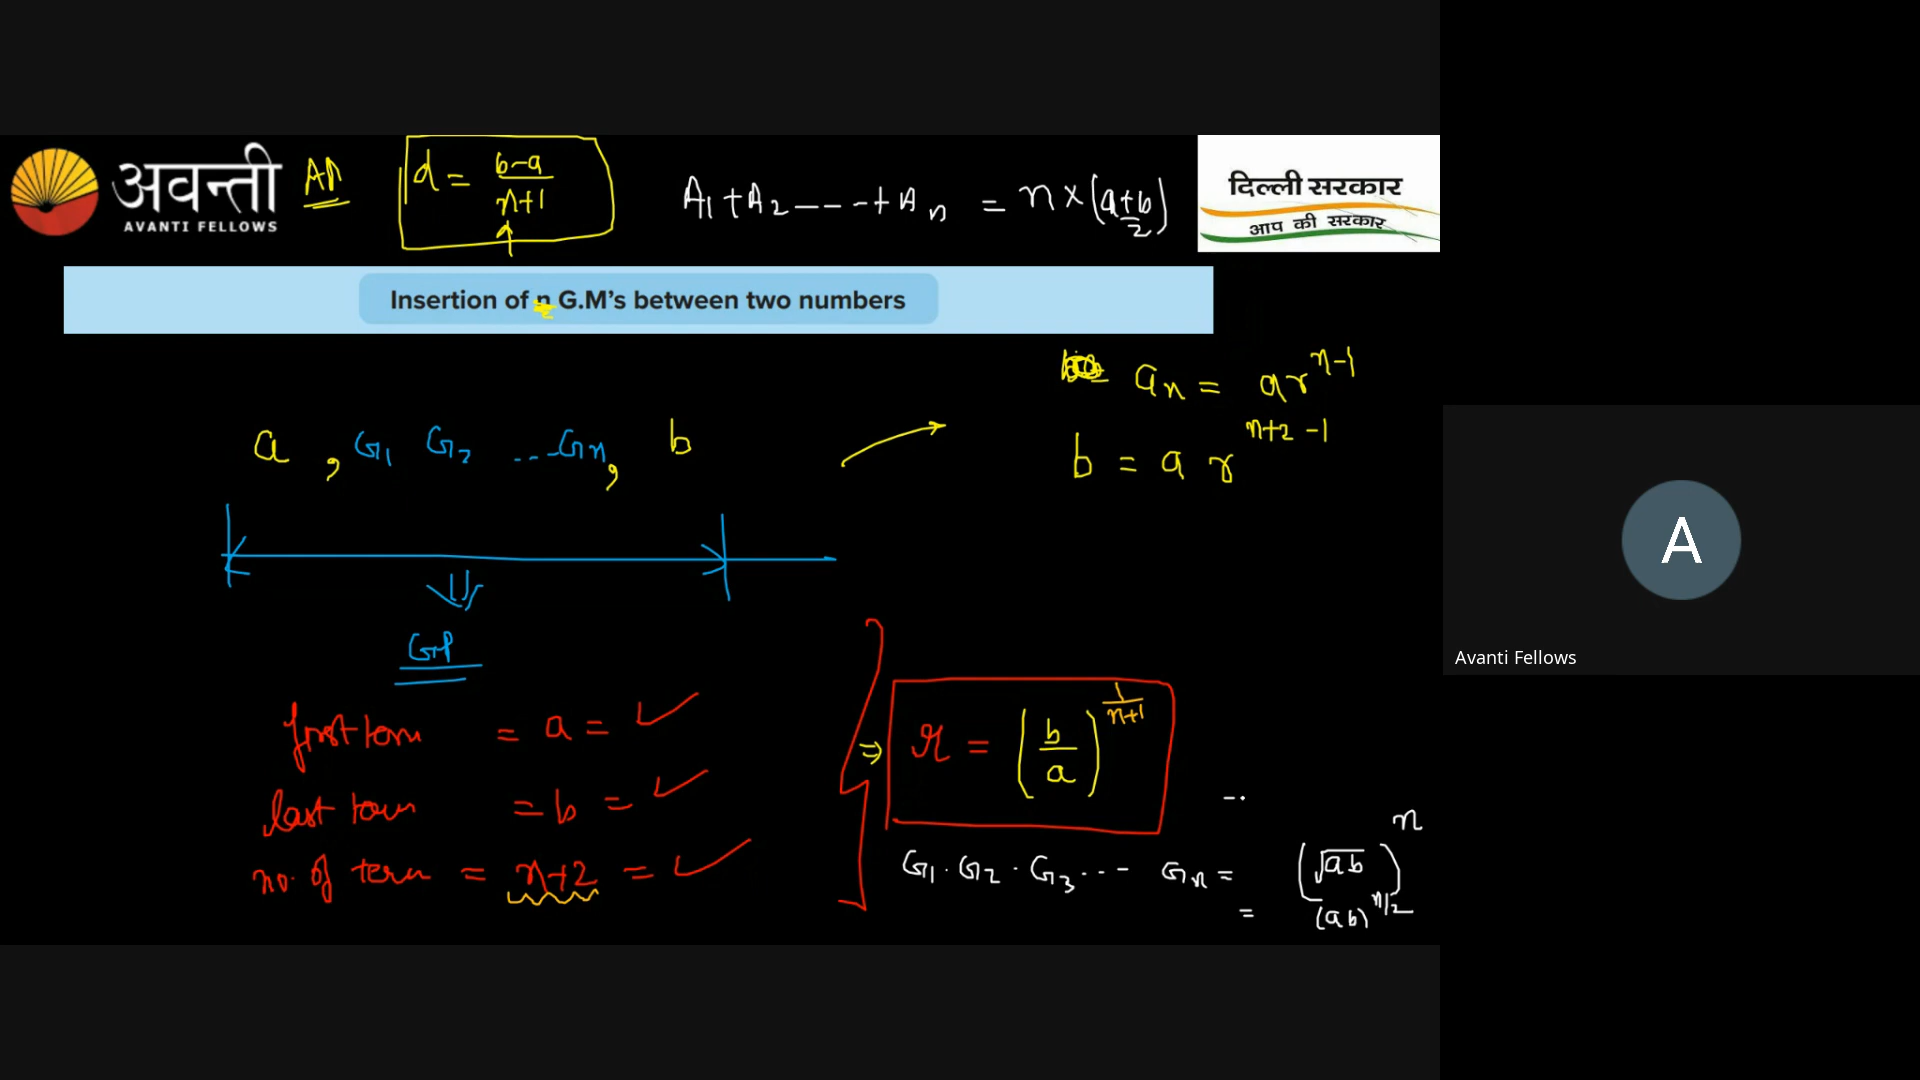 अवन्ती
AVANTI FELLOWS
AP
d = b-a / n+1
A₁ + A₂ --- + Aₙ = n × (a+b / 2)
दिल्ली सरकार
आप की सरकार
Insertion of n G.M's between two numbers
aₙ = ar^(n-1)
a , G₁ G₂ ... Gₙ, b
b = a r^(n+2-1)
GP
first term = a =
last term = b =
no. of term = n+2 =
⇒ r = (b/a)^(1/(n+1))
G₁ . G₂ . G₃ --- Gₙ = (√ab)^n
= (ab)^(n/2)
A
Avanti Fellows